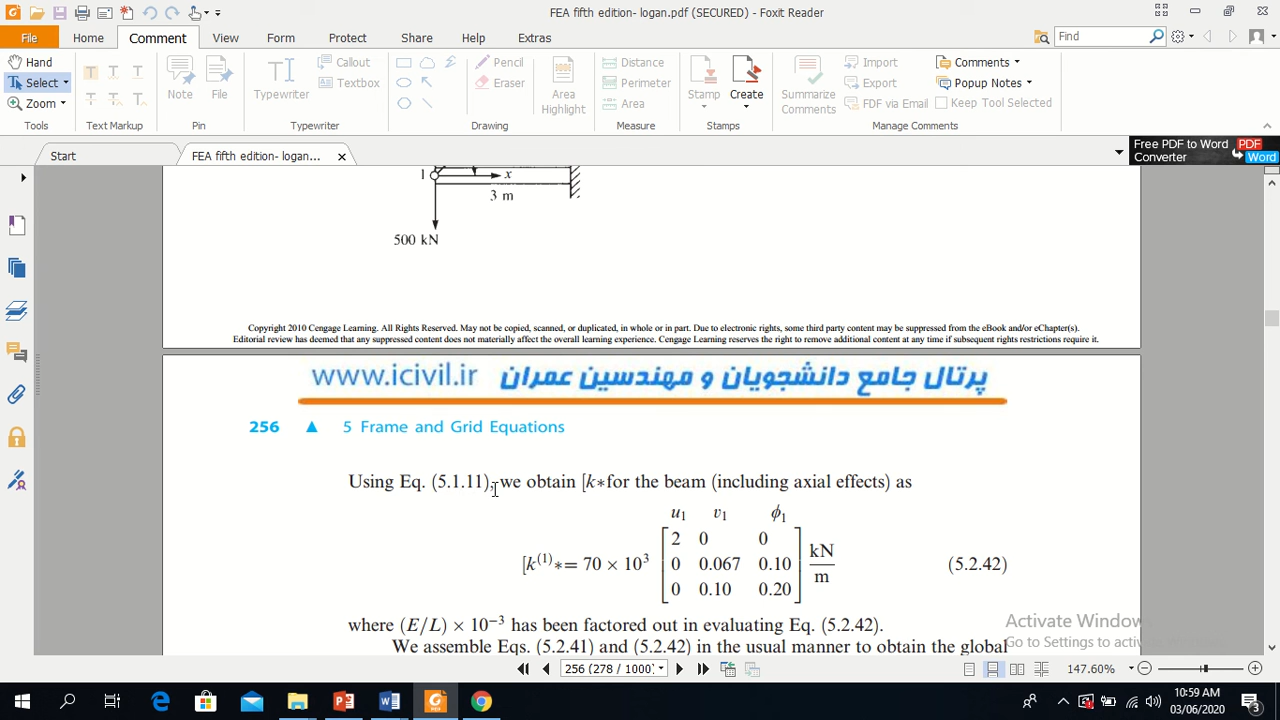 FEA fifth edition- logan.pdf (SECURED) - Foxit Reader
File Home Comment View Form Protect Share Help Extras
Find
Hand
Select
Zoom
Tools
Text Markup
Note
File
Pin
Typewriter
Callout
Textbox
Typewriter
Pencil
Eraser
Drawing
Area Highlight
Distance
Perimeter
Area
Measure
Stamp
Create
Stamps
Summarize Comments
Import
Export
FDF via Email
Comments
Popup Notes
Keep Tool Selected
Manage Comments
Start
FEA fifth edition- logan...
Free PDF to Word Converter
PDF
Word
1
x
3 m
500 kN
Copyright 2010 Cengage Learning. All Rights Reserved. May not be copied, scanned, or duplicated, in whole or in part. Due to electronic rights, some third party content may be suppressed from the eBook and/or eChapter(s).
Editorial review has deemed that any suppressed content does not materially affect the overall learning experience. Cengage Learning reserves the right to remove additional content at any time if subsequent rights restrictions require it.
www.icivil.ir پرتال جامع دانشجویان و مهندسین عمران
256 ▲ 5 Frame and Grid Equations
Using Eq. (5.1.11), we obtain [k∗for the beam (including axial effects) as
u₁ v₁ ϕ₁
[k⁽¹⁾∗= 70 × 10³ [2 0 0
0 0.067 0.10
0 0.10 0.20] kN/m (5.2.42)
where (E/L) × 10⁻³ has been factored out in evaluating Eq. (5.2.42).
We assemble Eqs. (5.2.41) and (5.2.42) in the usual manner to obtain the global
Activate Windows
Go to Settings to activ
256 (278 / 1000)
147.60%
10:59 AM
03/06/2020
3